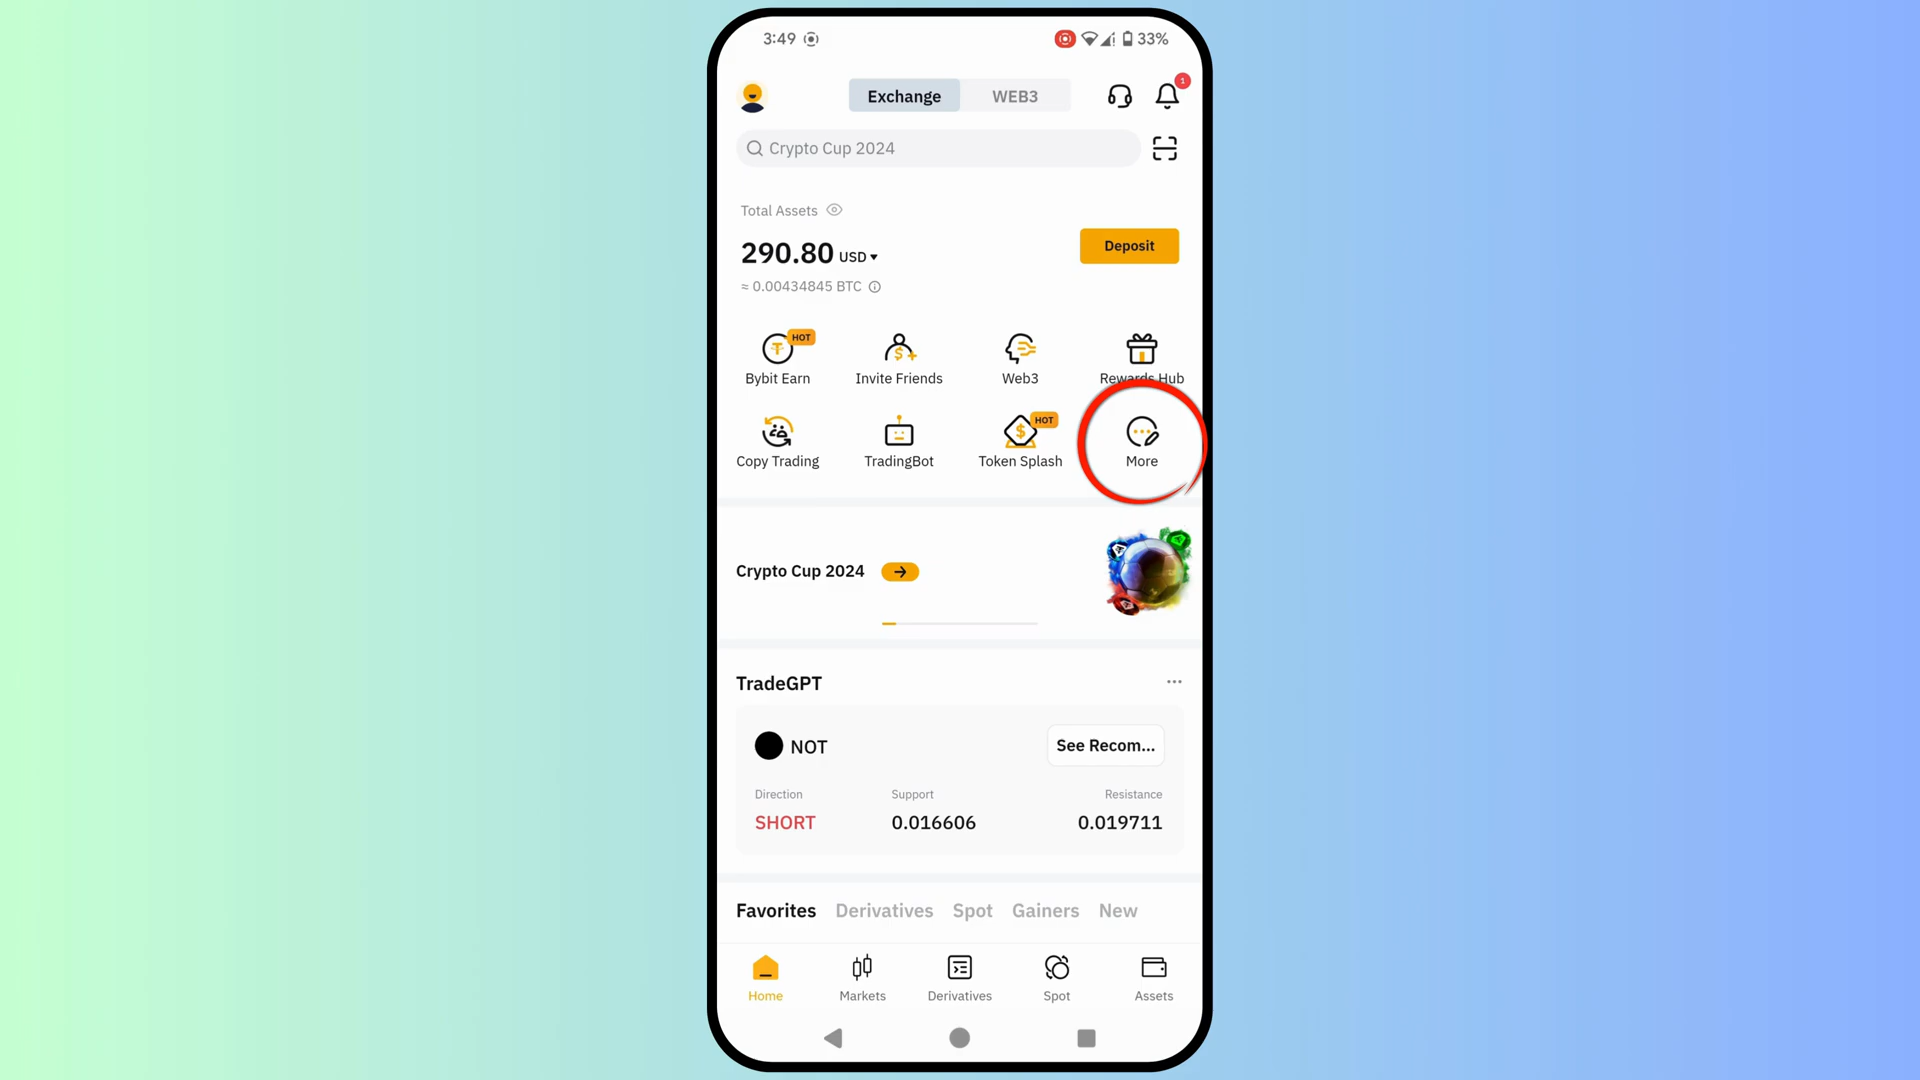 3:49
33%
Exchange
WEB3
1
Crypto Cup 2024
Total Assets
290.80 USD
Deposit
≈ 0.00434845 BTC
HOT
Bybit Earn
Invite Friends
Web3
Rewards Hub
HOT
Copy Trading
TradingBot
Token Splash
More
Crypto Cup 2024
TradeGPT
NOT
See Recom...
Direction
Support
Resistance
SHORT
0.016606
0.019711
Favorites
Derivatives
Spot
Gainers
New
Home
Markets
Derivatives
Spot
Assets